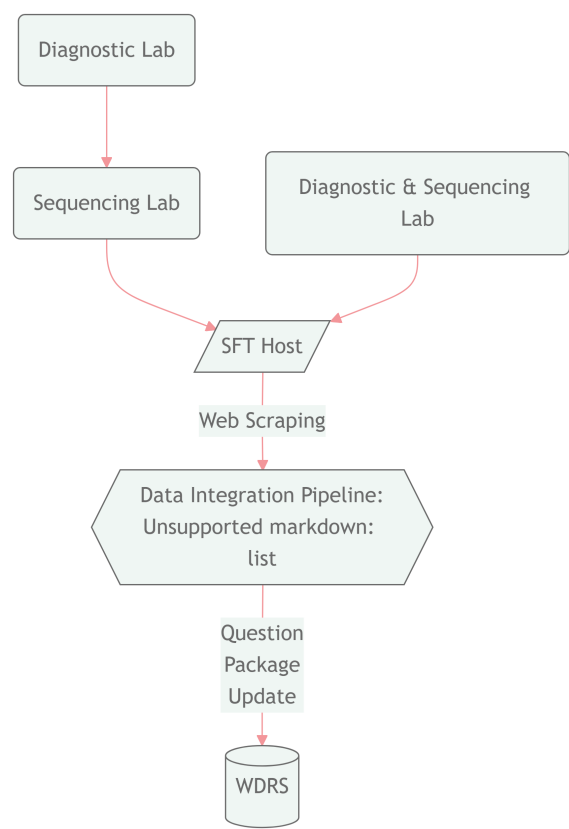 Diagnostic Lab
Sequencing Lab
Diagnostic & Sequencing
Lab
SFT Host
Web Scraping
Data Integration Pipeline:
Unsupported markdown:
list
Question
Package
Update
WDRS